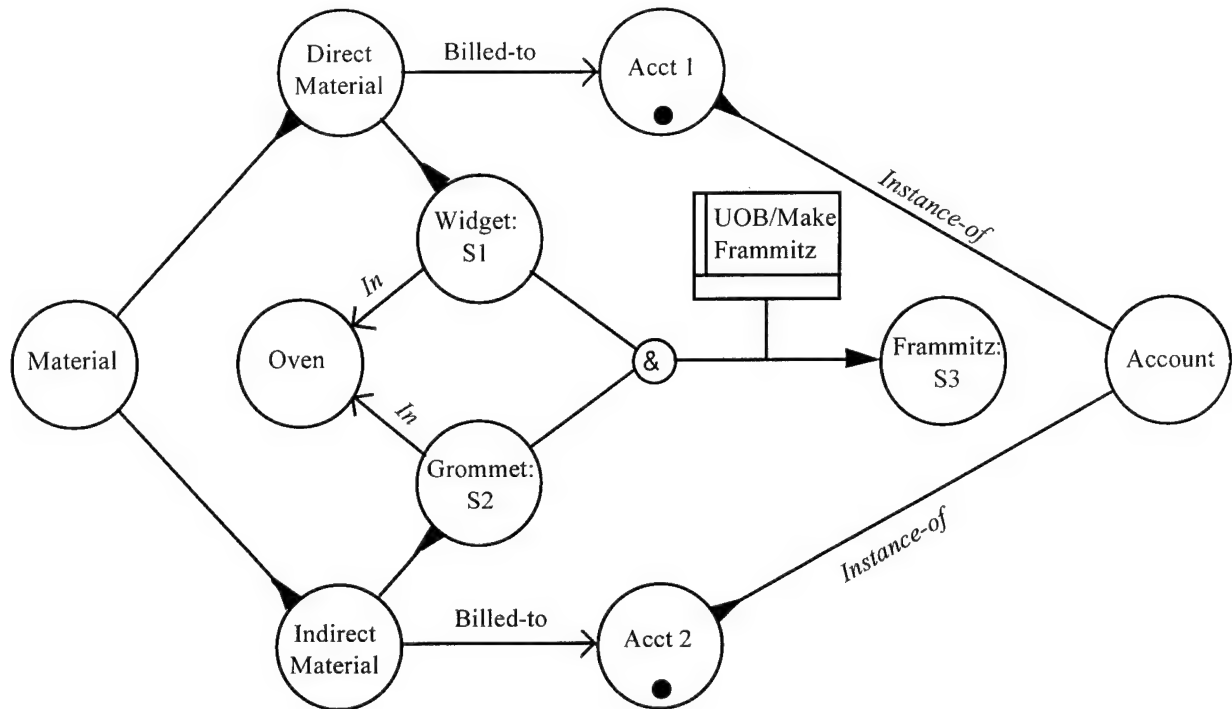 Direct
Material
Billed-to
Acct 1
Instance-of
Widget:
S1
UOB/Make
Frammitz
In
Material
Oven
&
Frammitz:
S3
Account
In
Grommet:
S2
Instance-of
Indirect
Material
Billed-to
Acct 2